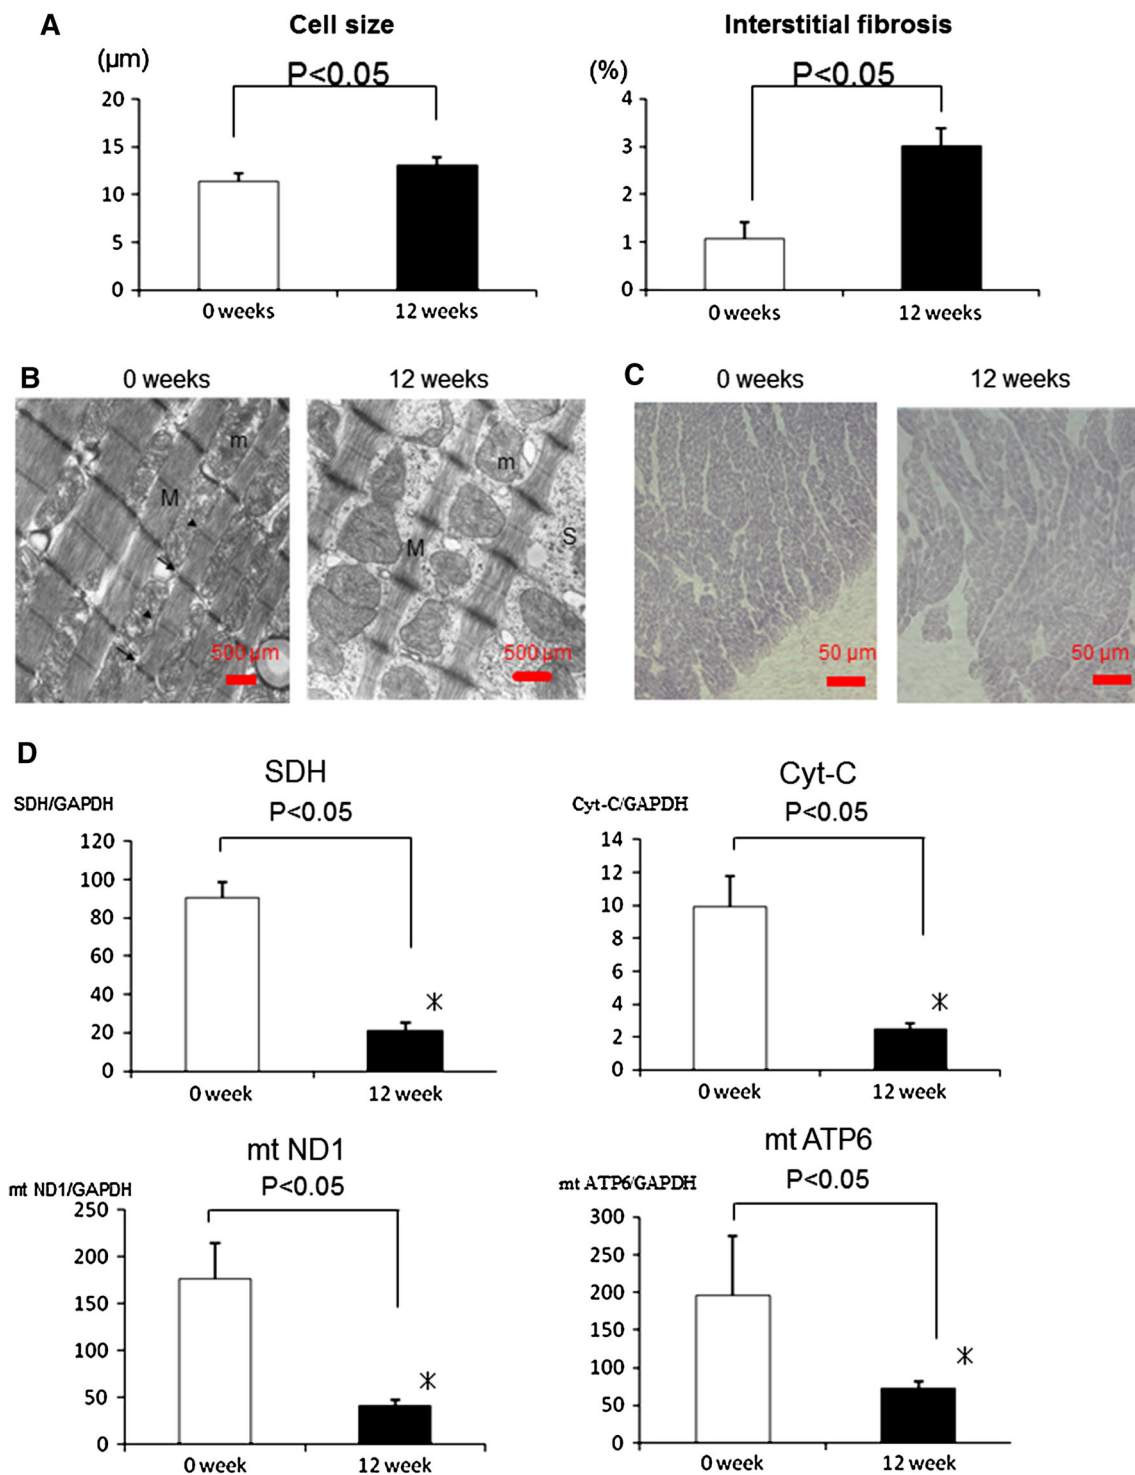 A
Cell size
Interstitial fibrosis
(µm)
P<0.05
(%)
P<0.05
20
15
10
5
0
0 weeks
12 weeks
4
3
2
1
0
0 weeks
12 weeks
B
0 weeks
12 weeks
m
M
500 µm
m
M
S
500 µm
C
0 weeks
12 weeks
50 µm
50 µm
D
SDH
SDH/GAPDH
P<0.05
120
100
80
60
40
20
0
*
0 week
12 week
Cyt-C
Cyt-C/GAPDH
P<0.05
14
12
10
8
6
4
2
0
*
0 week
12 week
mt ND1
mt ND1/GAPDH
P<0.05
250
200
150
100
50
0
*
0 week
12 week
mt ATP6
mt ATP6/GAPDH
P<0.05
300
250
200
150
100
50
0
*
0 week
12 week